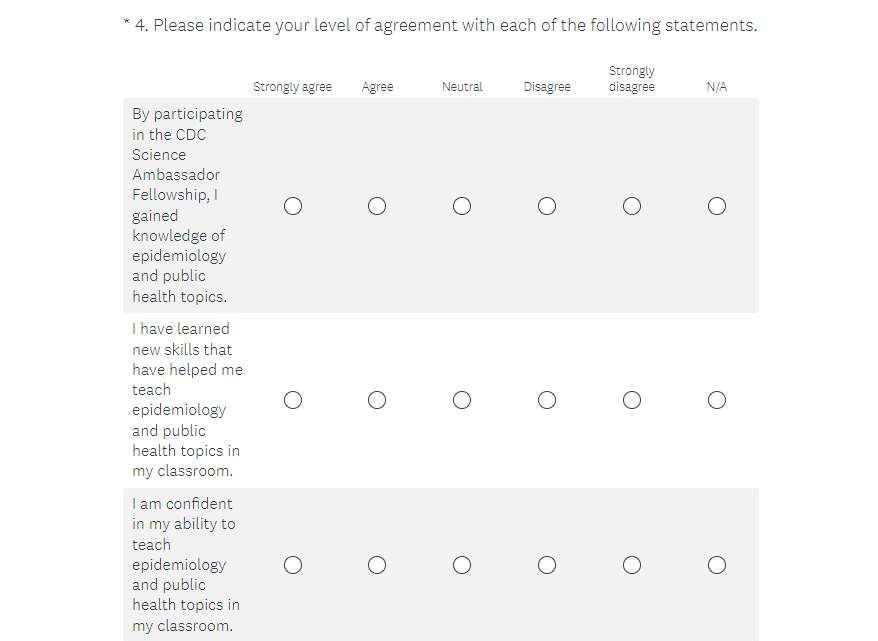 * 4. Please indicate your level of agreement with each of the following statements.
Strongly agree Agree Neutral Disagree Strongly disagree N/A
By participating
in the CDC
Science
Ambassador
Fellowship, I
gained
knowledge of
epidemiology
and public
health topics.
I have learned
new skills that
have helped me
teach
epidemiology
and public
health topics in
my classroom.
I am confident
in my ability to
teach
epidemiology
and public
health topics in
my classroom.